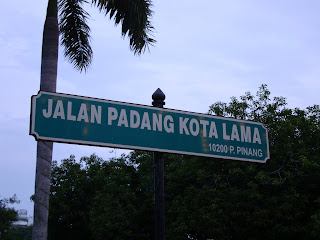 JALAN PADANG KOTA LAMA
10200 P. PINANG